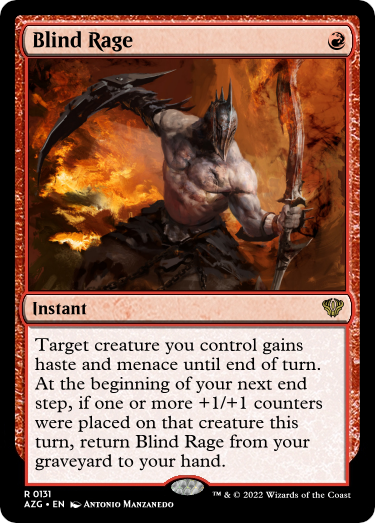 Blind Rage
Instant
Target creature you control gains
haste and menace until end of turn.
At the beginning of your next end
step, if one or more +1/+1 counters
were placed on that creature this
turn, return Blind Rage from your
graveyard to your hand.
R 0131
AZG • EN Antonio Manzanedo
™ & © 2022 Wizards of the Coast